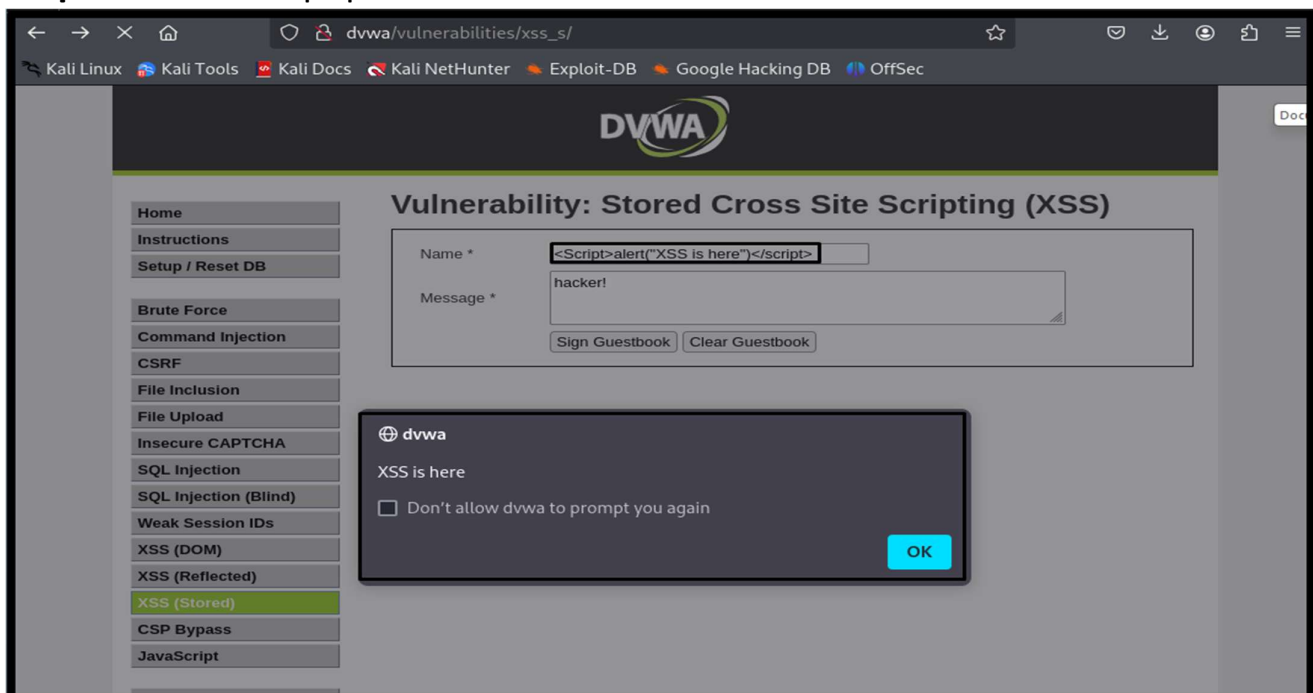 dvwa/vulnerabilities/xss_s/
Kali Linux Kali Tools Kali Docs Kali NetHunter Exploit-DB Google Hacking DB OffSec
DVWA
Vulnerability: Stored Cross Site Scripting (XSS)
Home
Instructions
Setup / Reset DB
Brute Force
Command Injection
CSRF
File Inclusion
File Upload
Insecure CAPTCHA
SQL Injection
SQL Injection (Blind)
Weak Session IDs
XSS (DOM)
XSS (Reflected)
XSS (Stored)
CSP Bypass
JavaScript
Name * <Script>alert("XSS is here")</script>
Message * hacker!
Sign Guestbook Clear Guestbook
dvwa
XSS is here
Don't allow dvwa to prompt you again
OK